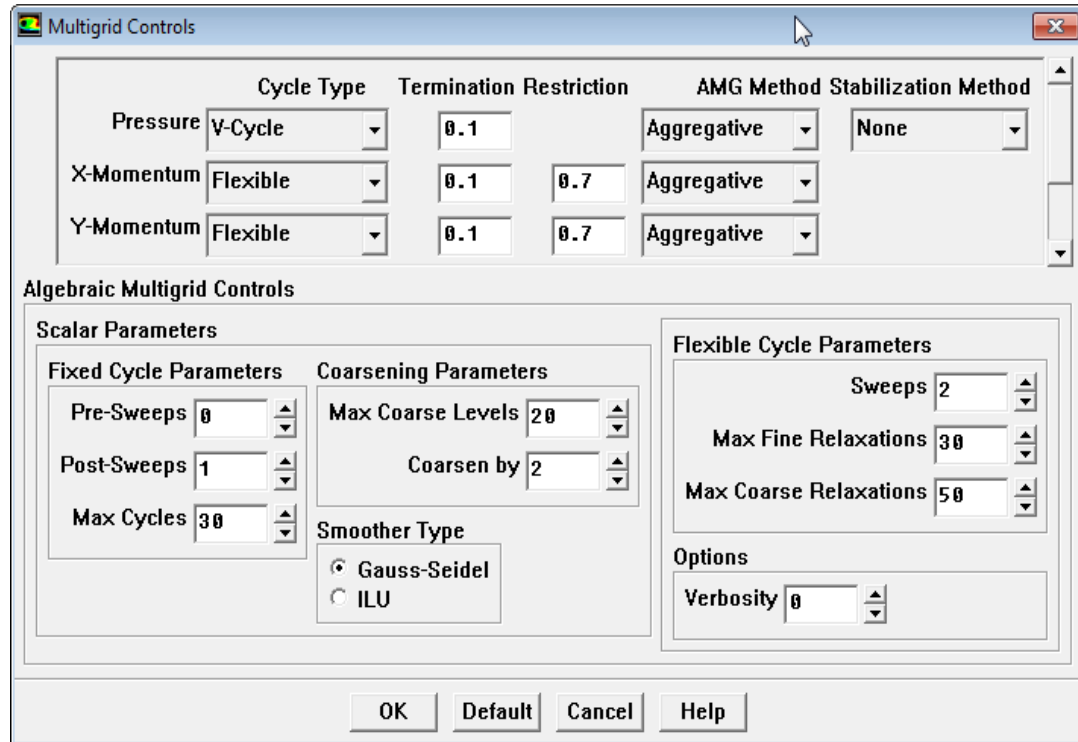 Multigrid Controls
Cycle Type Termination Restriction AMG Method Stabilization Method
Pressure V-Cycle 0.1 Aggregative None
X-Momentum Flexible 0.1 0.7 Aggregative
Y-Momentum Flexible 0.1 0.7 Aggregative
Algebraic Multigrid Controls
Scalar Parameters
Fixed Cycle Parameters
Pre-Sweeps 0
Post-Sweeps 1
Max Cycles 30
Coarsening Parameters
Max Coarse Levels 20
Coarsen by 2
Smoother Type
Gauss-Seidel
ILU
Flexible Cycle Parameters
Sweeps 2
Max Fine Relaxations 30
Max Coarse Relaxations 50
Options
Verbosity 0
OK Default Cancel Help